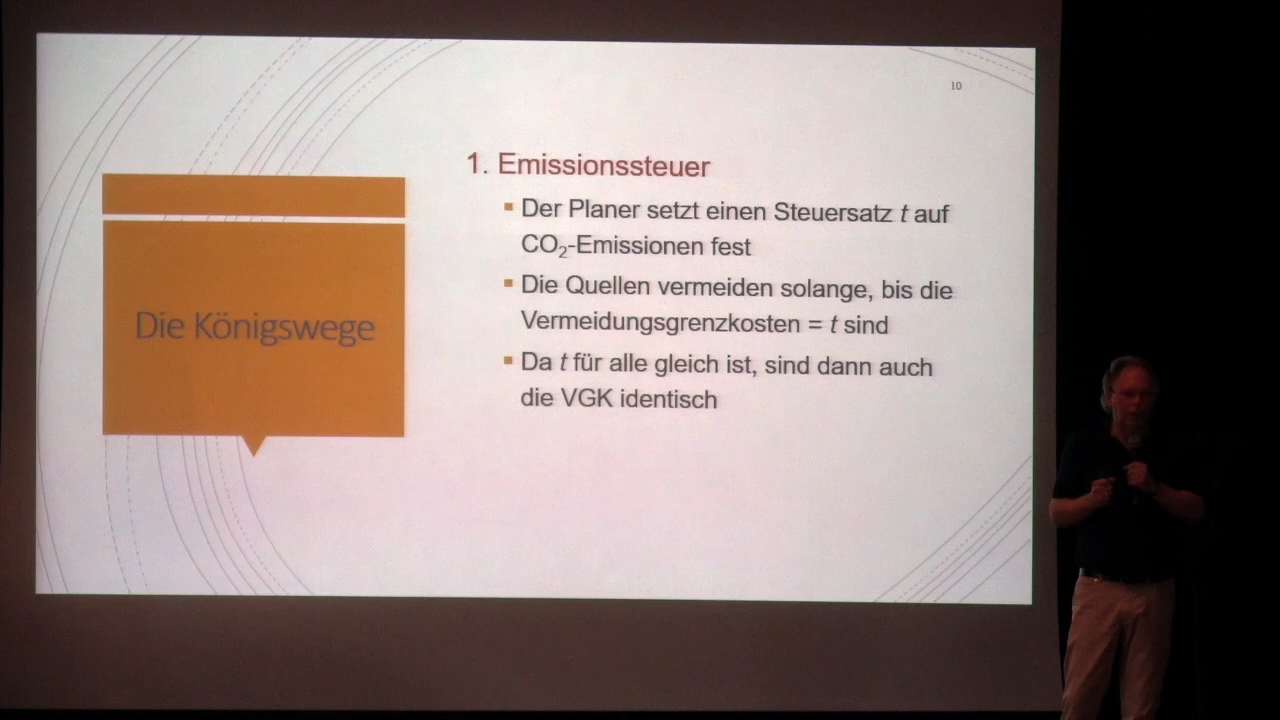 10
Die Königswege
1. Emissionssteuer
▪ Der Planer setzt einen Steuersatz t auf
CO₂-Emissionen fest
▪ Die Quellen vermeiden solange, bis die
Vermeidungsgrenzkosten = t sind
▪ Da t für alle gleich ist, sind dann auch
die VGK identisch